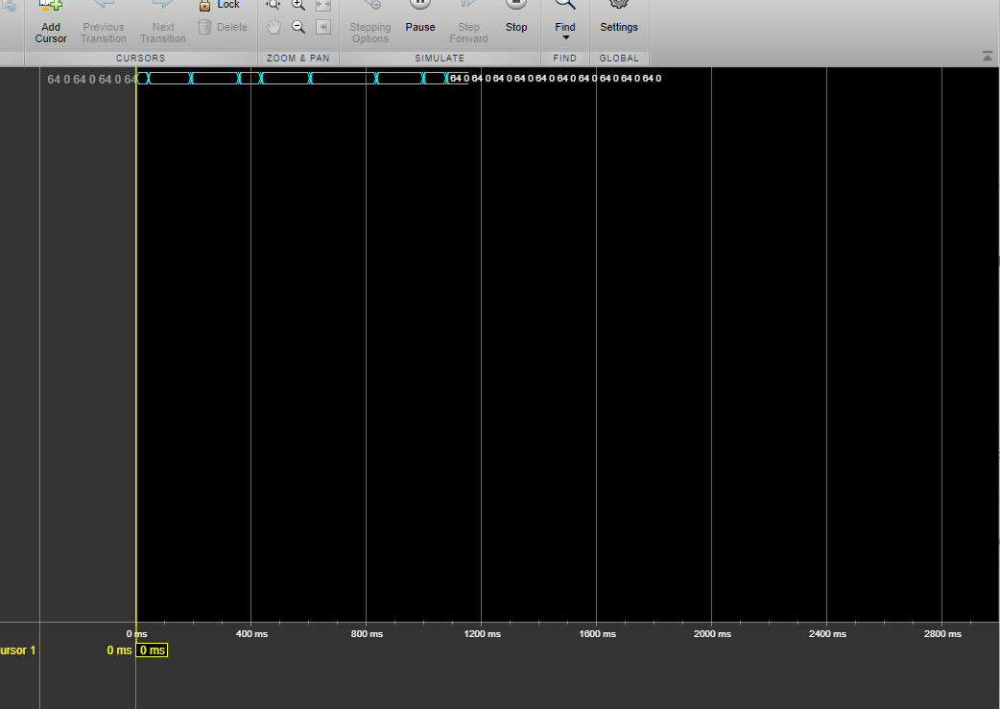 Lock
Add Cursor
Previous Transition
Next Transition
Delete
Stepping Options
Pause
Step Forward
Stop
Find
Settings
CURSORS
ZOOM & PAN
SIMULATE
FIND
GLOBAL
64 0 64 0 64 0 64
64 0 64 0 64 0 64 0 64 0 64 0 64 0 64 0 64 0 64 0
0 ms
400 ms
800 ms
1200 ms
1600 ms
2000 ms
2400 ms
2800 ms
ursor 1
0 ms
0 ms